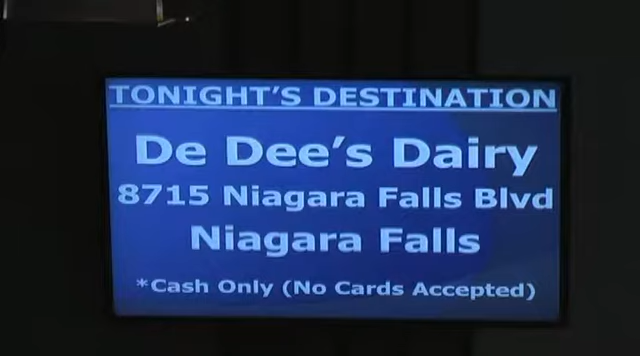 TONIGHT'S DESTINATION
De Dee's Dairy
8715 Niagara Falls Blvd
Niagara Falls
*Cash Only (No Cards Accepted)